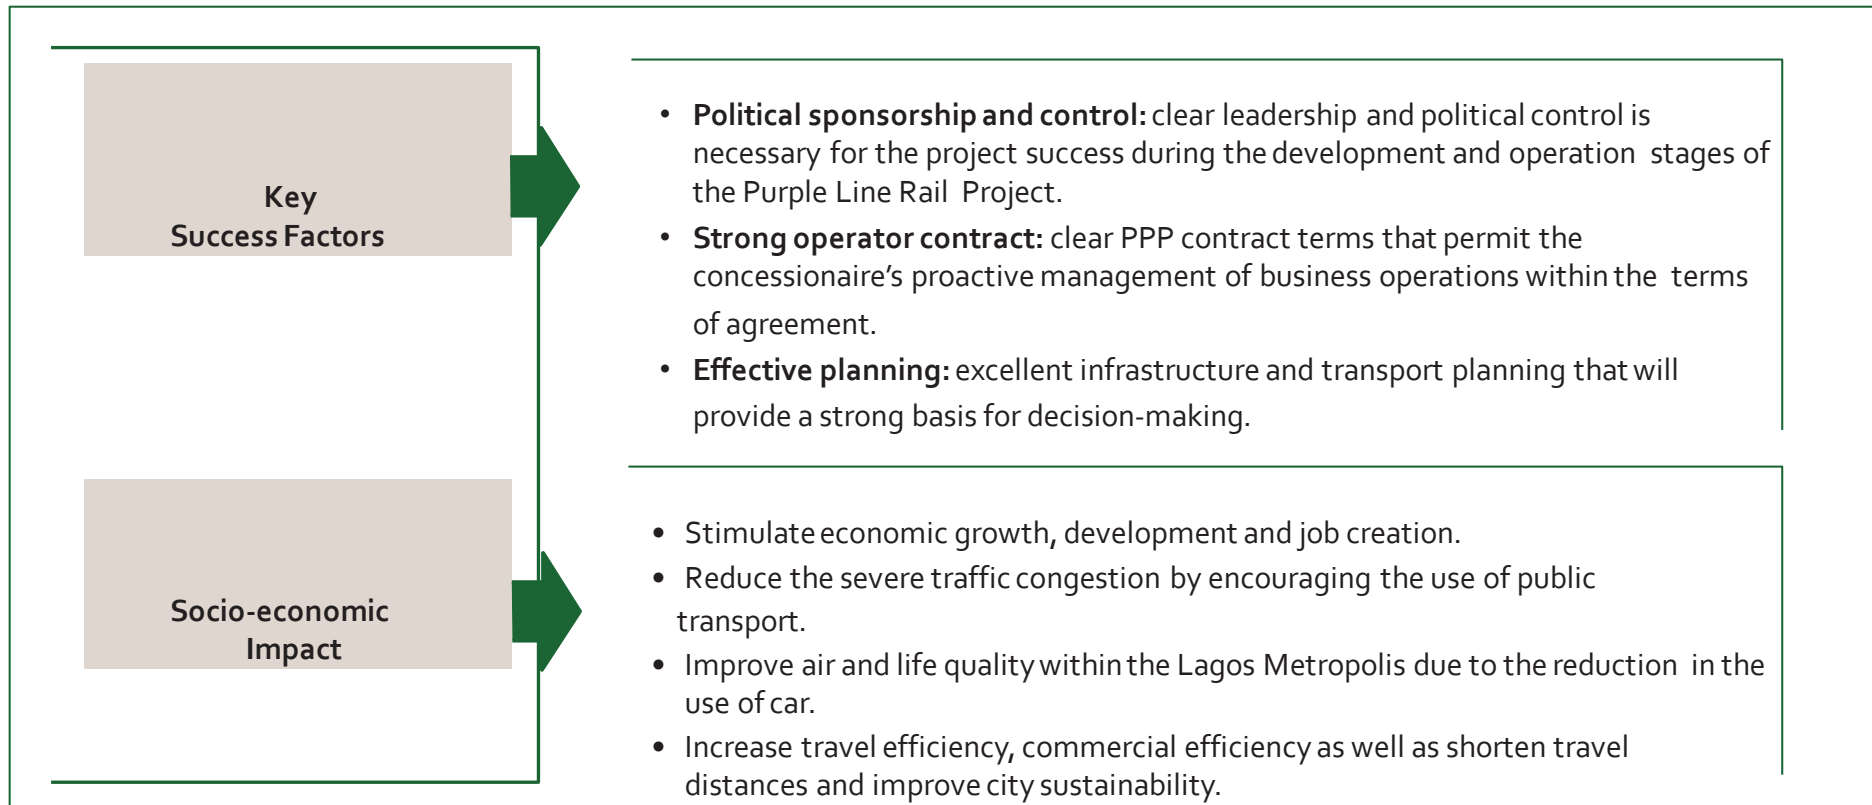 Key
Success Factors
• Political sponsorship and control: clear leadership and political control is
necessary for the project success during the development and operation stages of
the Purple Line Rail Project.
• Strong operator contract: clear PPP contract terms that permit the
concessionaire’s proactive management of business operations within the terms
of agreement.
• Effective planning: excellent infrastructure and transport planning that will
provide a strong basis for decision-making.
Socio-economic
Impact
• Stimulate economic growth, development and job creation.
• Reduce the severe traffic congestion by encouraging the use of public
transport.
• Improve air and life quality within the Lagos Metropolis due to the reduction in the
use of car.
• Increase travel efficiency, commercial efficiency as well as shorten travel
distances and improve city sustainability.